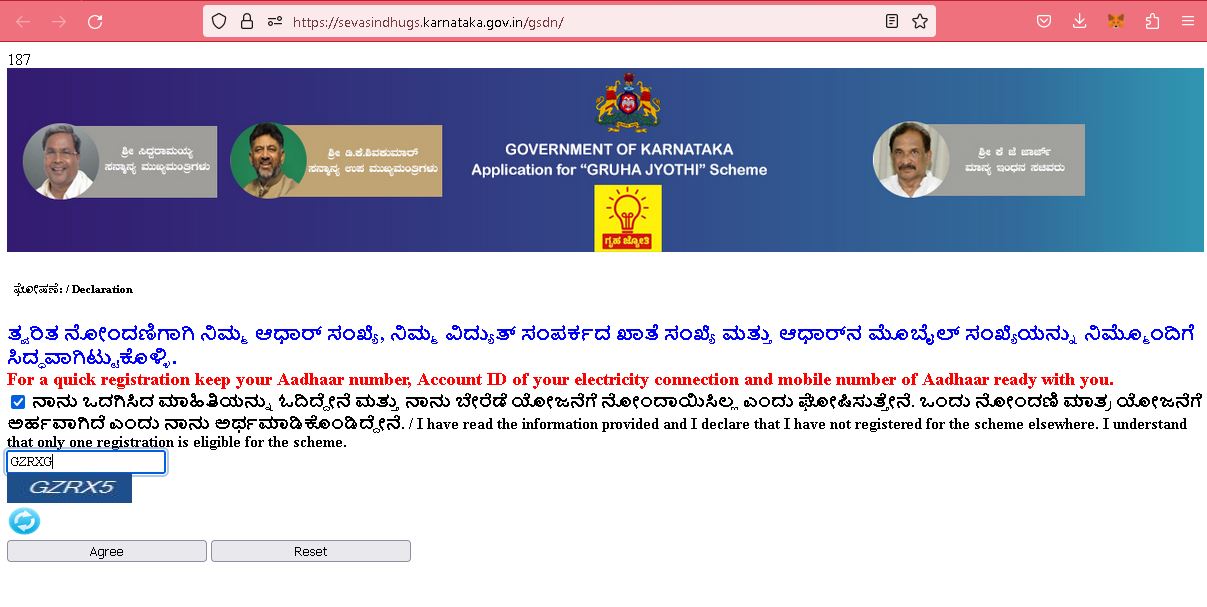 https://sevasindhugs.karnataka.gov.in/gsdn/
187
ಶ್ರೀ ಸಿದ್ದರಾಮಯ್ಯ
ಸನ್ಮಾನ್ಯ ಮುಖ್ಯಮಂತ್ರಿಗಳು
ಶ್ರೀ ಡಿ.ಕೆ.ಶಿವಕುಮಾರ್
ಸನ್ಮಾನ್ಯ ಉಪ ಮುಖ್ಯಮಂತ್ರಿಗಳು
GOVERNMENT OF KARNATAKA
Application for “GRUHA JYOTHI” Scheme
ಗೃಹ ಜ್ಯೋತಿ
ಶ್ರೀ ಕೆ ಜೆ ಜಾರ್ಜ್
ಮಾನ್ಯ ಇಂಧನ ಸಚಿವರು
ಘೋಷಣೆ: / Declaration
ತ್ವರಿತ ನೋಂದಣಿಗಾಗಿ ನಿಮ್ಮ ಆಧಾರ್ ಸಂಖ್ಯೆ, ನಿಮ್ಮ ವಿದ್ಯುತ್ ಸಂಪರ್ಕದ ಖಾತೆ ಸಂಖ್ಯೆ ಮತ್ತು ಆಧಾರ್‌ನ ಮೊಬೈಲ್ ಸಂಖ್ಯೆಯನ್ನು ನಿಮ್ಮೊಂದಿಗೆ
ಸಿದ್ಧವಾಗಿಟ್ಟುಕೊಳ್ಳಿ.
For a quick registration keep your Aadhaar number, Account ID of your electricity connection and mobile number of Aadhaar ready with you.
ನಾನು ಒದಗಿಸಿದ ಮಾಹಿತಿಯನ್ನು ಓದಿದ್ದೇನೆ ಮತ್ತು ನಾನು ಬೇರೆಡೆ ಯೋಜನೆಗೆ ನೋಂದಾಯಿಸಿಲ್ಲ ಎಂದು ಘೋಷಿಸುತ್ತೇನೆ. ಒಂದು ನೋಂದಣಿ ಮಾತ್ರ ಯೋಜನೆಗೆ
ಅರ್ಹವಾಗಿದೆ ಎಂದು ನಾನು ಅರ್ಥಮಾಡಿಕೊಂಡಿದ್ದೇನೆ. / I have read the information provided and I declare that I have not registered for the scheme elsewhere. I understand
that only one registration is eligible for the scheme.
GZRXG
GZRX5
Agree
Reset